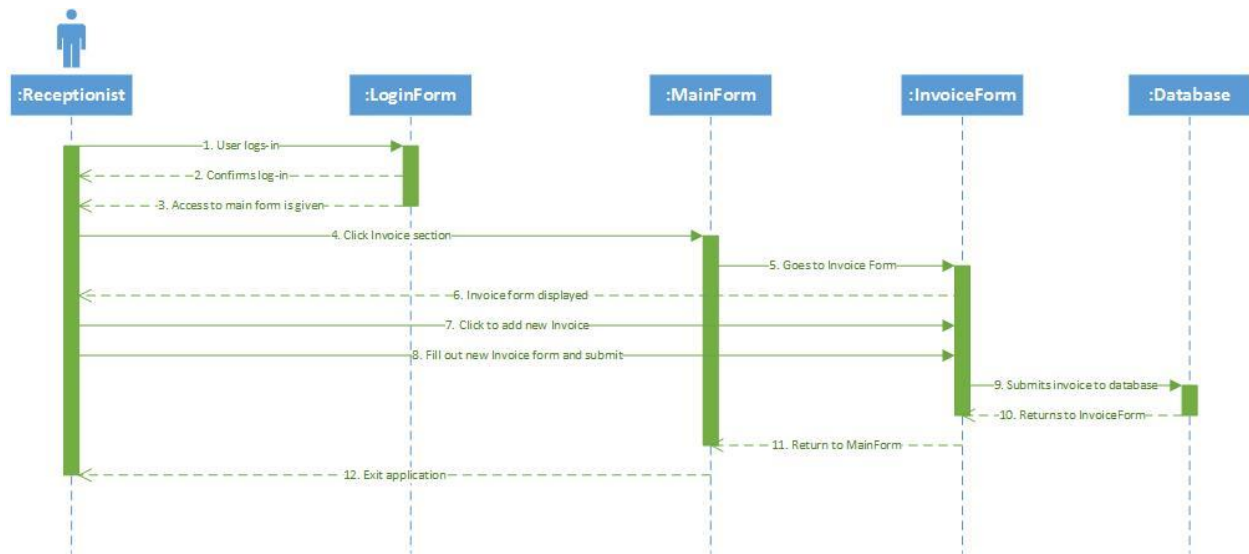 :Receptionist
:LoginForm
:MainForm
:InvoiceForm
:Database
1. User logs-in
2. Confirms log-in
3. Access to main form is given
4. Click Invoice section
5. Goes to Invoice Form
6. Invoice form displayed
7. Click to add new Invoice
8. Fill out new Invoice form and submit
9. Submits invoice to database
10. Returns to InvoiceForm
11. Return to MainForm
12. Exit application